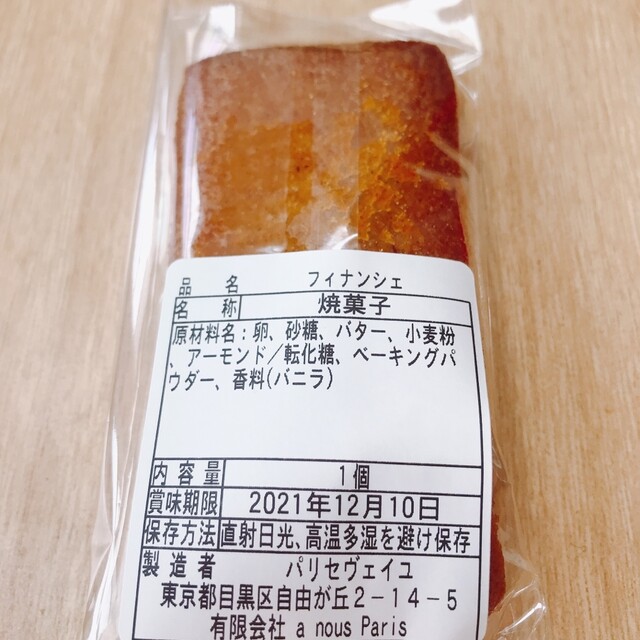 品名 フィナンシェ
名称 焼菓子
原材料名:卵、砂糖、バター、小麦粉
、アーモンド/転化糖、ベーキングパ
ウダー、香料(バニラ)
内容量 1個
賞味期限 2021年12月10日
保存方法 直射日光、高温多湿を避け保存
製造者 パリセヴェイユ
東京都目黒区自由が丘2-14-5
有限会社 a nous Paris